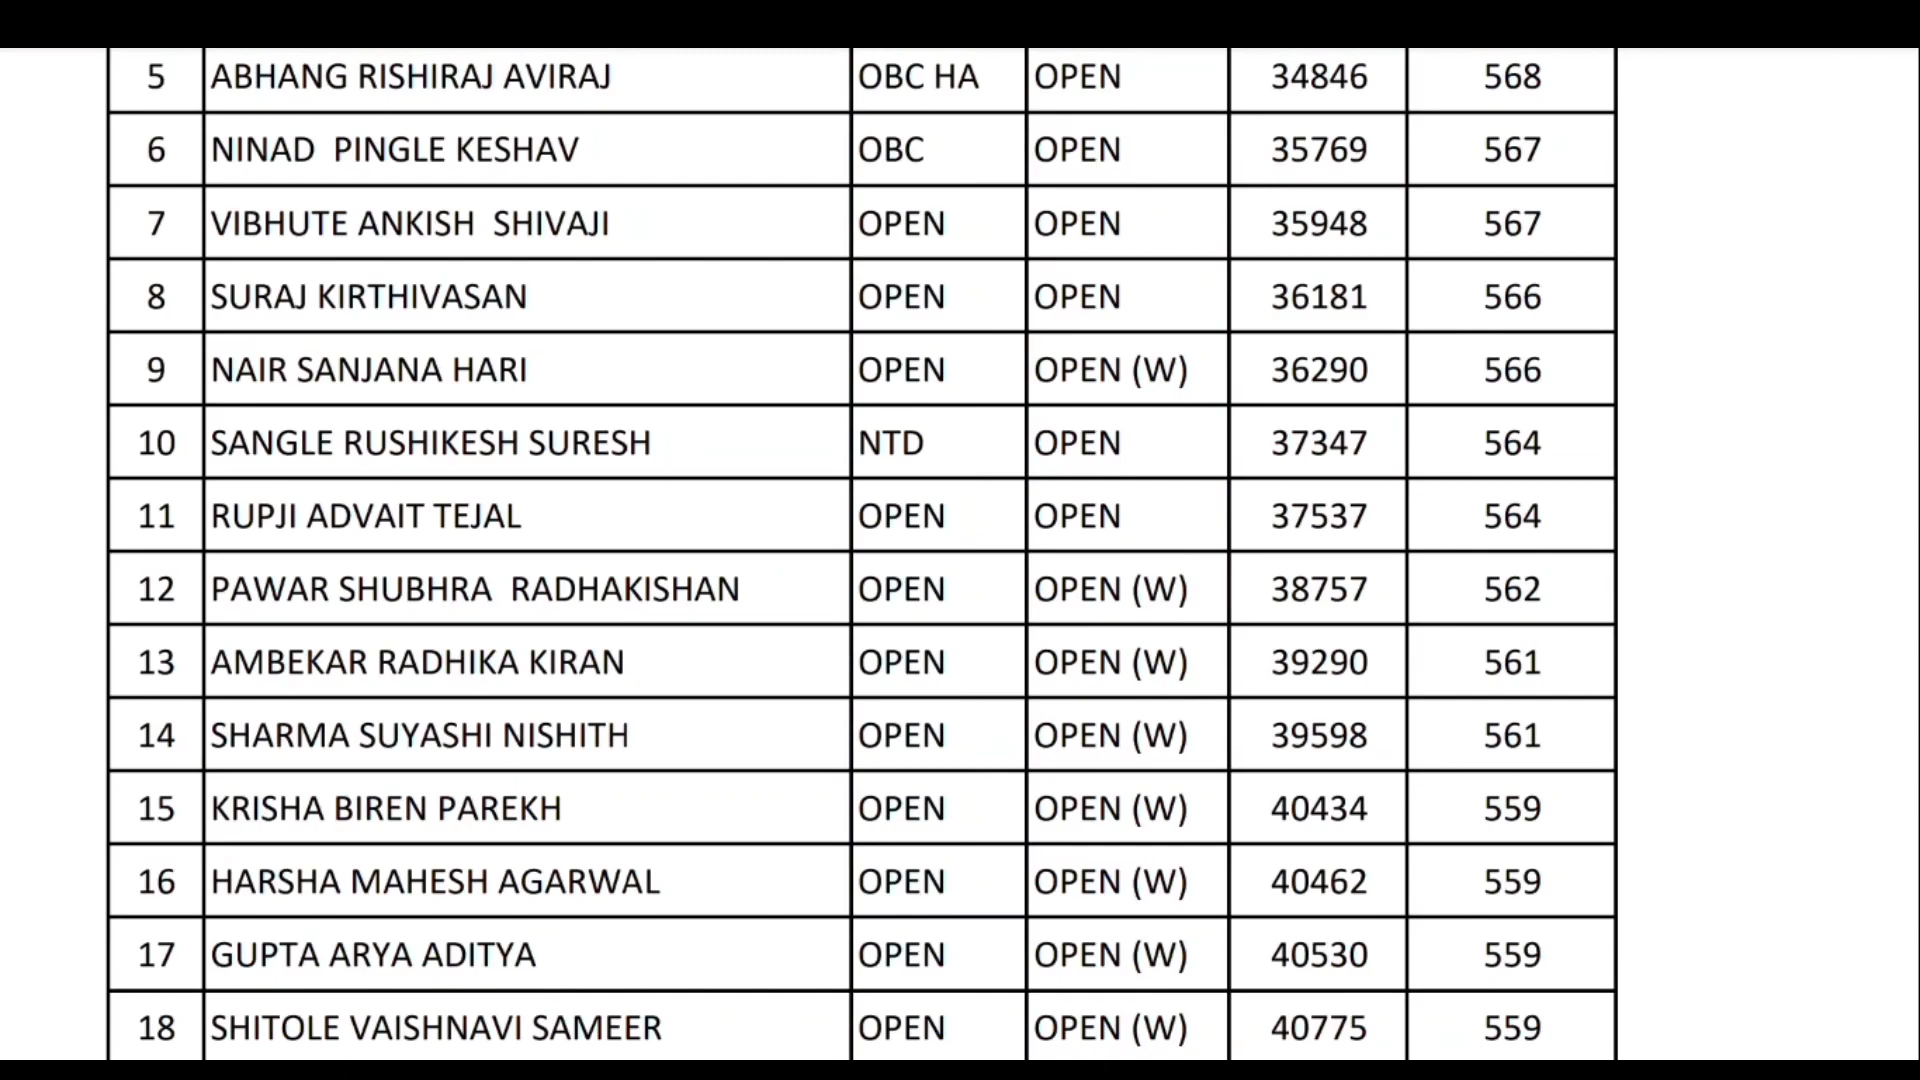 5 ABHANG RISHIRAJ AVIRAJ OBC HA OPEN 34846 568
6 NINAD PINGLE KESHAV OBC OPEN 35769 567
7 VIBHUTE ANKISH SHIVAJI OPEN OPEN 35948 567
8 SURAJ KIRTHIVASAN OPEN OPEN 36181 566
9 NAIR SANJANA HARI OPEN OPEN (W) 36290 566
10 SANGLE RUSHIKESH SURESH NTD OPEN 37347 564
11 RUPJI ADVAIT TEJAL OPEN OPEN 37537 564
12 PAWAR SHUBHRA RADHAKISHAN OPEN OPEN (W) 38757 562
13 AMBEKAR RADHIKA KIRAN OPEN OPEN (W) 39290 561
14 SHARMA SUYASHI NISHITH OPEN OPEN (W) 39598 561
15 KRISHA BIREN PAREKH OPEN OPEN (W) 40434 559
16 HARSHA MAHESH AGARWAL OPEN OPEN (W) 40462 559
17 GUPTA ARYA ADITYA OPEN OPEN (W) 40530 559
18 SHITOLE VAISHNAVI SAMEER OPEN OPEN (W) 40775 559